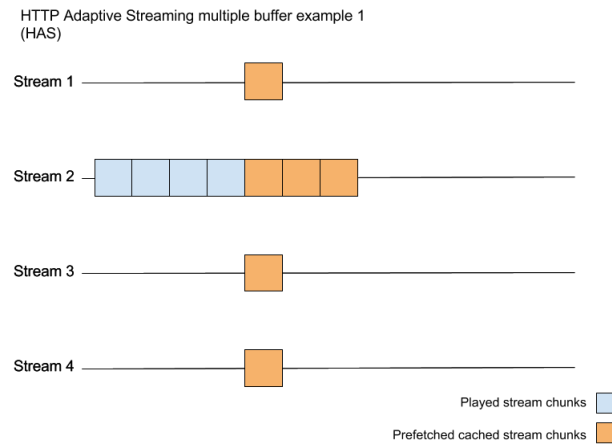 HTTP Adaptive Streaming multiple buffer example 1
(HAS)
Stream 1
Stream 2
Stream 3
Stream 4
Played stream chunks
Prefetched cached stream chunks